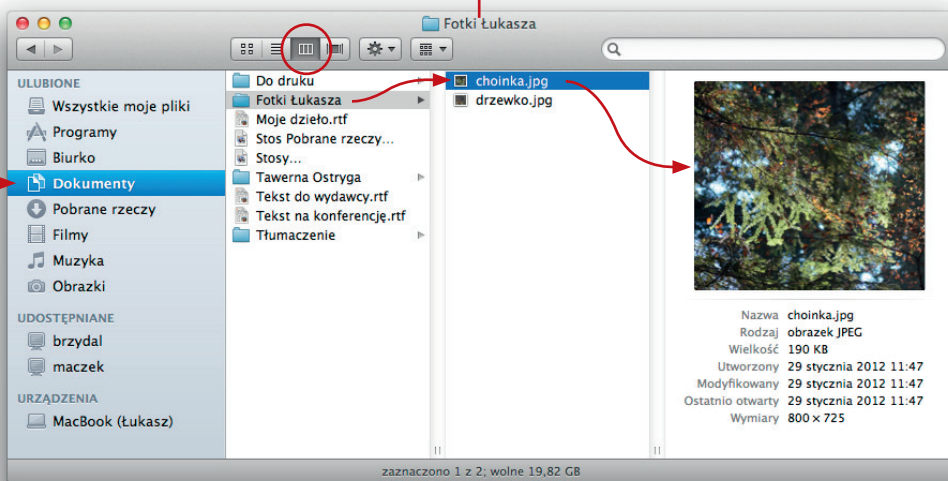 Fotki Łukasza
ULUBIONE
Wszystkie moje pliki
Programy
Biurko
Dokumenty
Pobrane rzeczy
Filmy
Muzyka
Obrazki
UDOSTĘPNIANE
brzydal
maczek
URZĄDZENIA
MacBook (Łukasz)
Do druku
Fotki Łukasza
Moje dzieło.rtf
Stos Pobrane rzeczy...
Stosy...
Tawerna Ostryga
Tekst do wydawcy.rtf
Tekst na konferencję.rtf
Tłumaczenie
choinka.jpg
drzewko.jpg
Nazwa choinka.jpg
Rodzaj obrazek JPEG
Wielkość 190 KB
Utworzony 29 stycznia 2012 11:47
Modyfikowany 29 stycznia 2012 11:47
Ostatnio otwarty 29 stycznia 2012 11:47
Wymiary 800 × 725
zaznaczono 1 z 2; wolne 19,82 GB